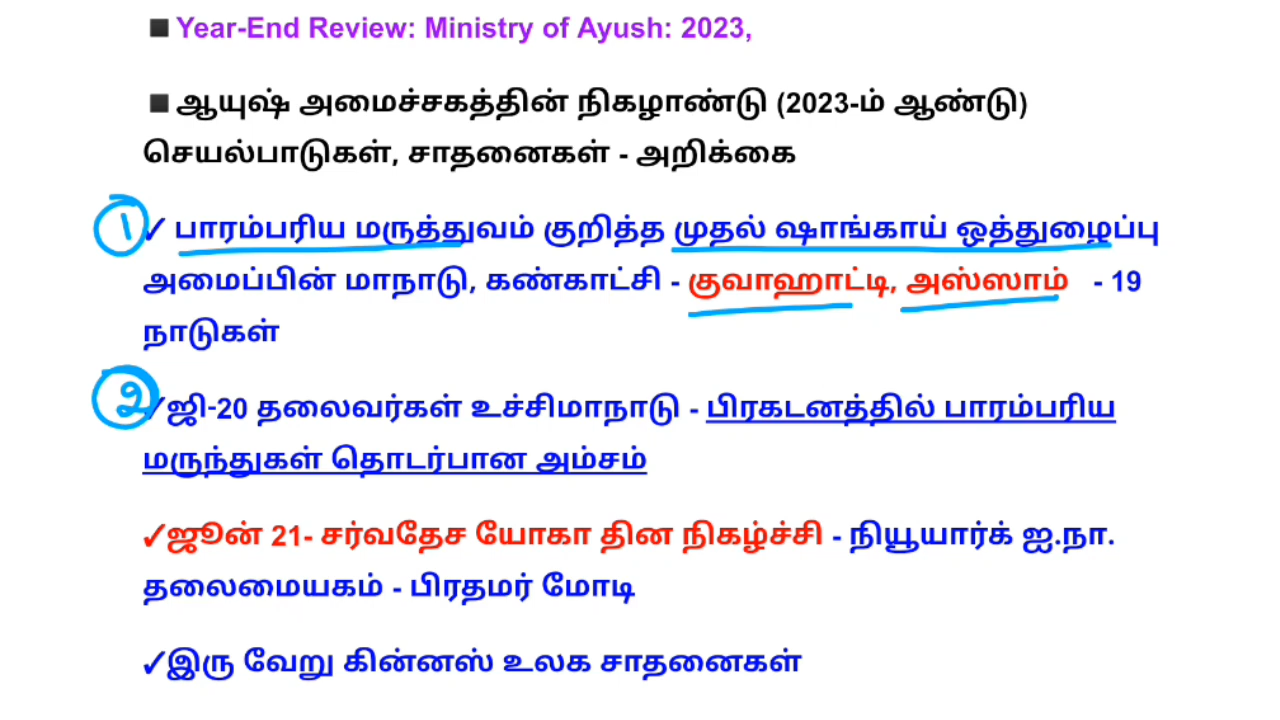 ◾Year-End Review: Ministry of Ayush: 2023,
◾ஆயுஷ் அமைச்சகத்தின் நிகழாண்டு (2023-ம் ஆண்டு)
செயல்பாடுகள், சாதனைகள் - அறிக்கை
1 ✓ பாரம்பரிய மருத்துவம் குறித்த முதல் ஷாங்காய் ஒத்துழைப்பு
அமைப்பின் மாநாடு, கண்காட்சி - குவாஹாட்டி, அஸ்ஸாம் - 19
நாடுகள்
2 ✓ஜி-20 தலைவர்கள் உச்சிமாநாடு - பிரகடனத்தில் பாரம்பரிய
மருந்துகள் தொடர்பான அம்சம்
✓ஜூன் 21- சர்வதேச யோகா தின நிகழ்ச்சி - நியூயார்க் ஐ.நா.
தலைமையகம் - பிரதமர் மோடி
✓இரு வேறு கின்னஸ் உலக சாதனைகள்